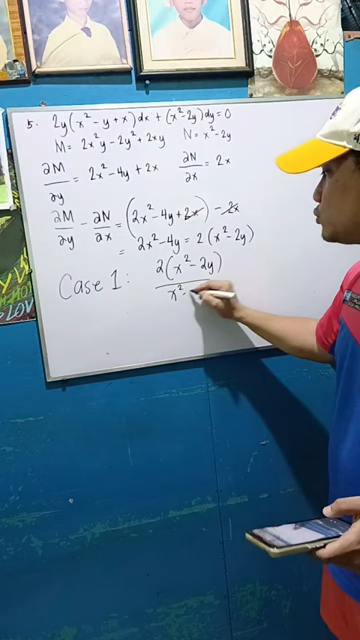 5. 2y(x² - y + x)dx + (x² - 2y)dy = 0
M = 2x²y - 2y² + 2xy N = x² - 2y
∂M/∂y = 2x² - 4y + 2x ∂N/∂x = 2x
∂M/∂y - ∂N/∂x = (2x² - 4y + 2x) - 2x
= 2x² - 4y = 2(x² - 2y)
Case 1: 2(x² - 2y)/x² -